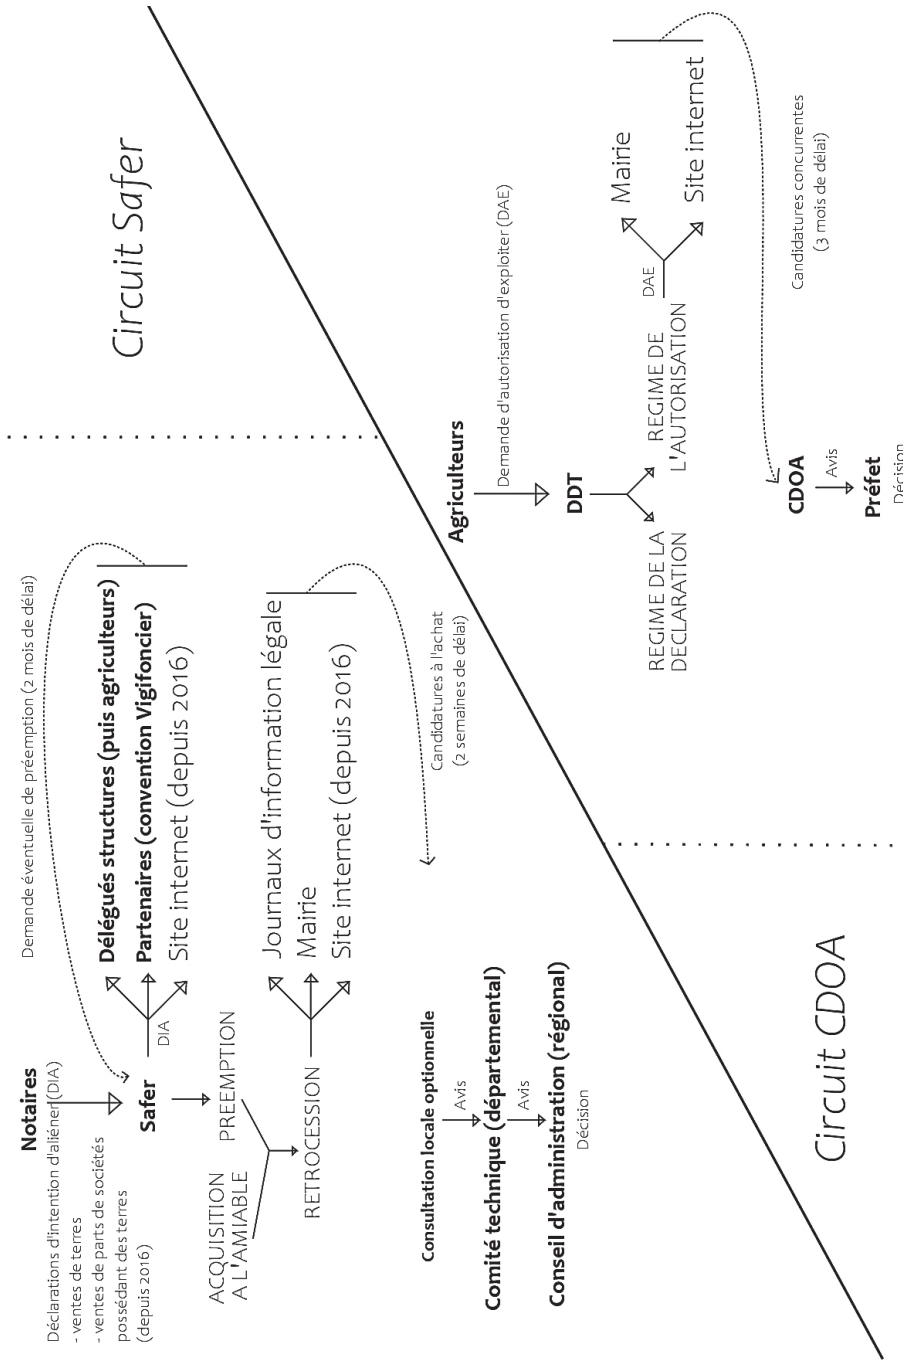 Circuit Safer
Notaires
Déclarations d'intention d'aliéner (DIA)
- ventes de terres
- ventes de parts de sociétés
possédant des terres
(depuis 2016)
Demande éventuelle de préemption (2 mois de délai)
Safer
DIA
Délégués structures (puis agriculteurs)
Partenaires (convention Vigifoncier)
Site internet (depuis 2016)
ACQUISITION
A L'AMIABLE
PREEMPTION
RETROCESSION
Journaux d'information légale
Mairie
Site internet (depuis 2016)
Candidatures à l'achat
(2 semaines de délai)
Consultation locale optionnelle
Avis
Comité technique (départemental)
Avis
Conseil d'administration (régional)
Décision
Agriculteurs
Demande d'autorisation d'exploiter (DAE)
DDT
REGIME DE LA
DECLARATION
REGIME DE
L'AUTORISATION
DAE
Mairie
Site internet
Candidatures concurrentes
(3 mois de délai)
CDOA
Avis
Préfet
Décision
Circuit CDOA